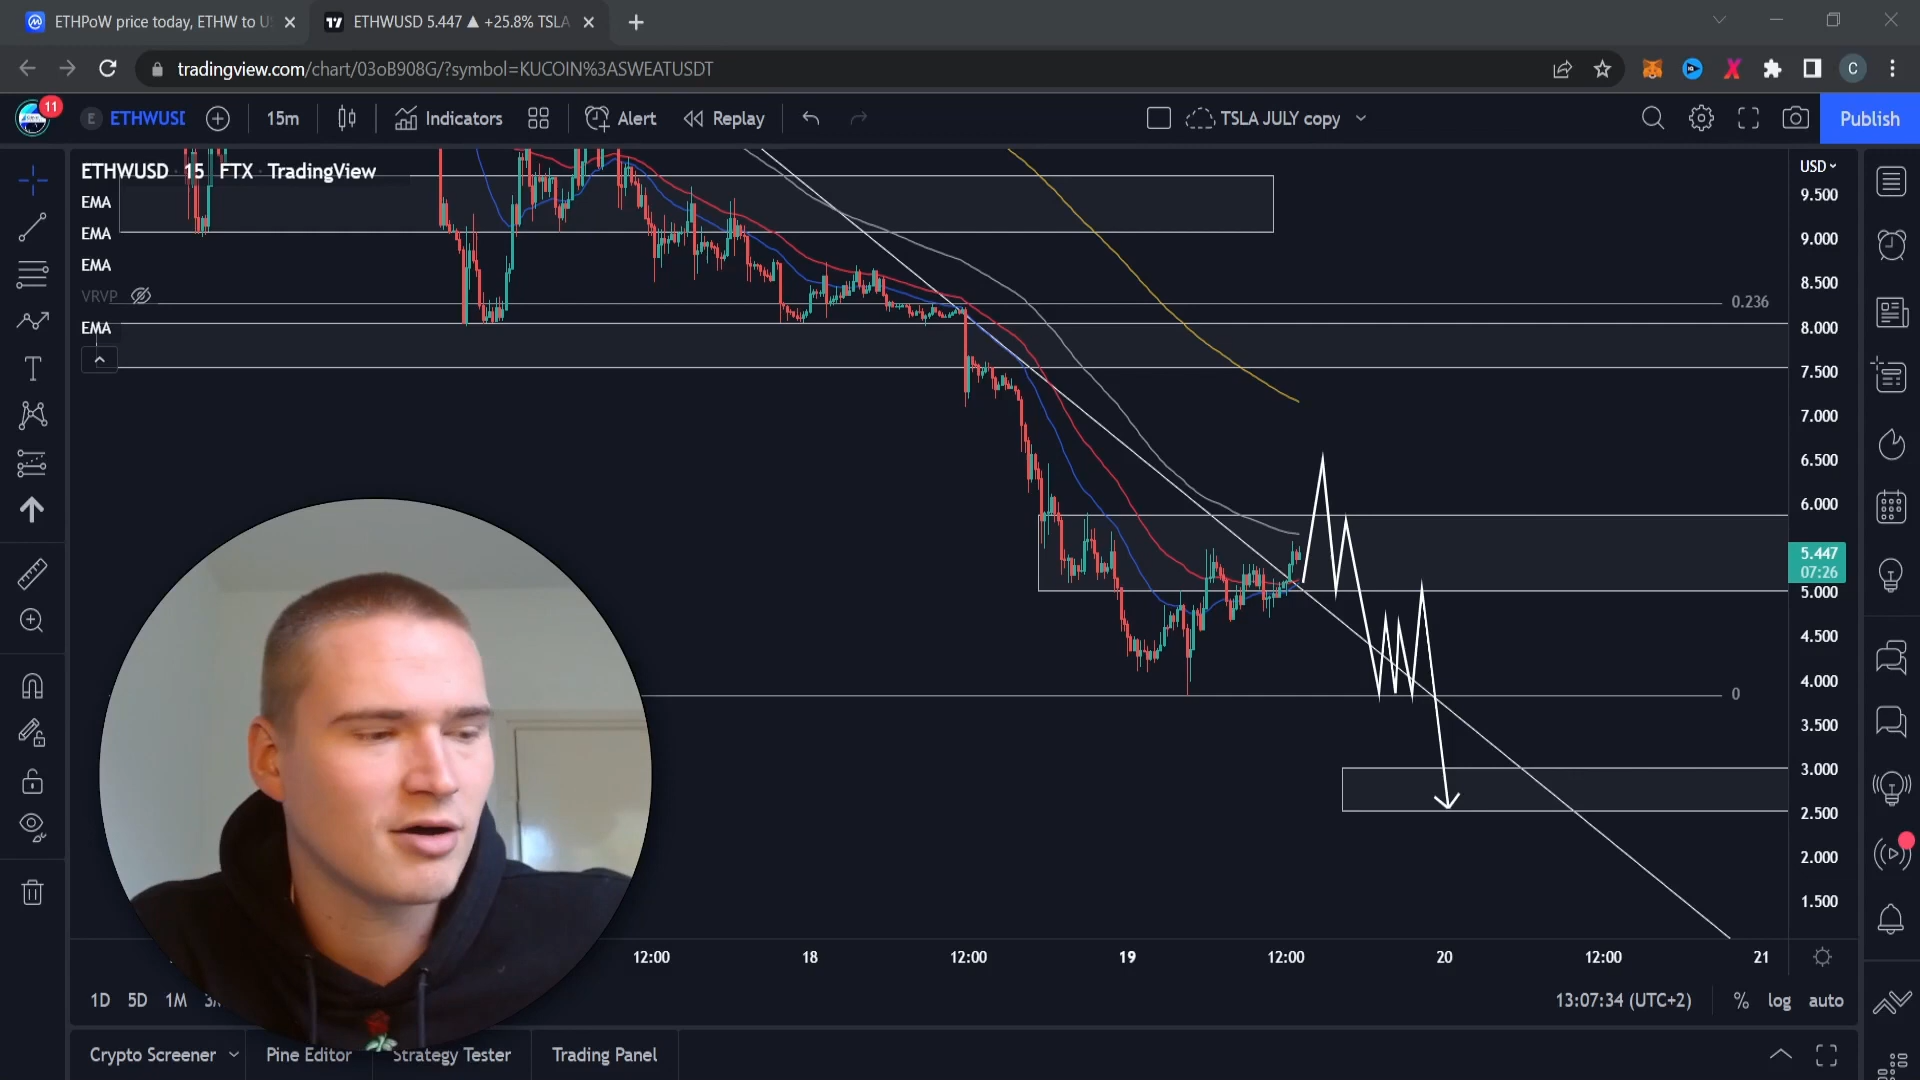 ETHPoW price today, ETHW to U
ETHWUSD 5.447 ▲ +25.8% TSLA
tradingview.com/chart/03oB908G/?symbol=KUCOIN%3ASWEATUSDT
C
11
E ETHWUSI 15m Indicators Alert Replay TSLA JULY copy Publish
ETHWUSD 15 FTX TradingView
EMA
EMA
EMA
VRVP
EMA
USD
9.500
9.000
8.500
0.236
8.000
7.500
7.000
6.500
6.000
5.447
07:26
5.000
4.500
4.000
0
3.500
3.000
2.500
2.000
1.500
12:00 18 12:00 19 12:00 20 12:00 21
1D 5D 1M 13:07:34 (UTC+2) % log auto
Crypto Screener Pine Editor Strategy Tester Trading Panel